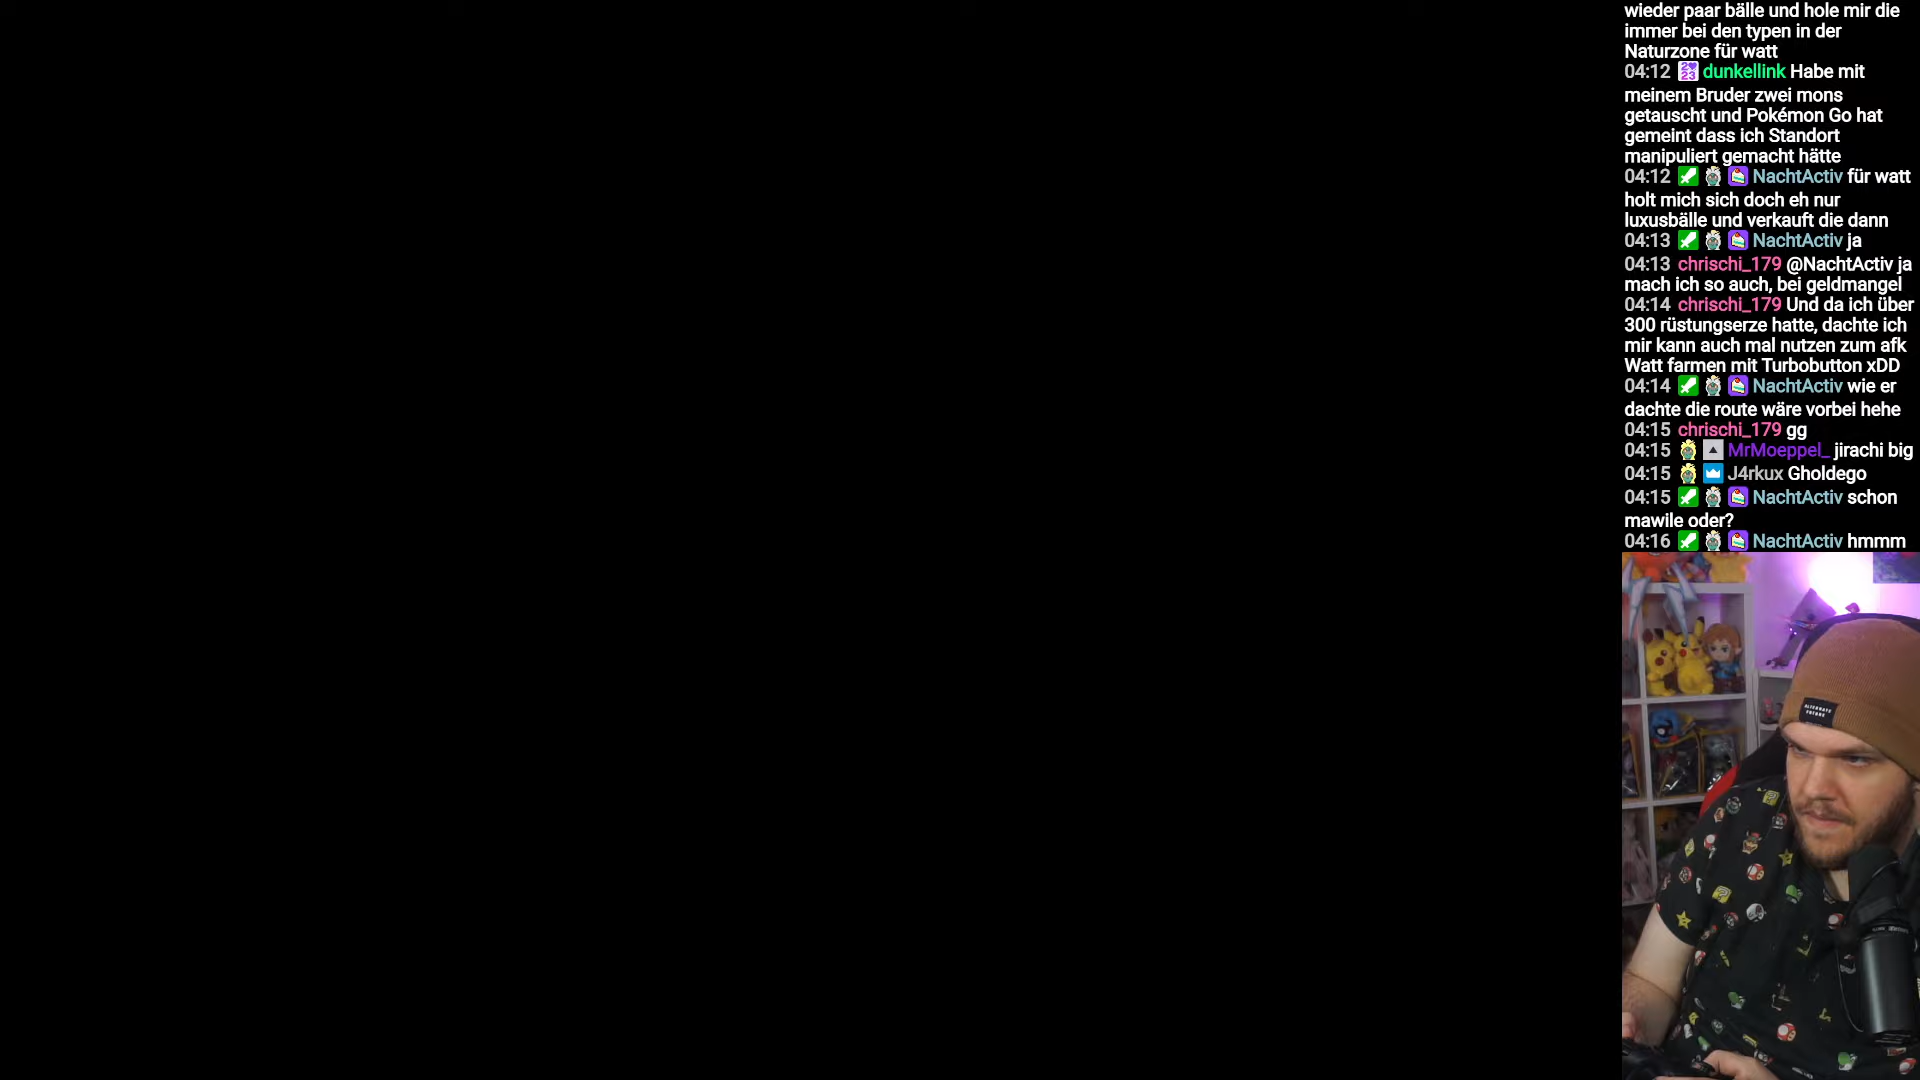 wieder paar bälle und hole mir die
immer bei den typen in der
Naturzone für watt
04:12 dunkellink Habe mit
meinem Bruder zwei mons
getauscht und Pokémon Go hat
gemeint dass ich Standort
manipuliert gemacht hätte
04:12 NachtActiv für watt
holt mich sich doch eh nur
luxusbälle und verkauft die dann
04:13 NachtActiv ja
04:13 chrischi_179 @NachtActiv ja
mach ich so auch, bei geldmangel
04:14 chrischi_179 Und da ich über
300 rüstungserze hatte, dachte ich
mir kann auch mal nutzen zum afk
Watt farmen mit Turbobutton xDD
04:14 NachtActiv wie er
dachte die route wäre vorbei hehe
04:15 chrischi_179 gg
04:15 MrMoeppel_ jirachi big
04:15 J4rkux Gholdego
04:15 NachtActiv schon
mawile oder?
04:16 NachtActiv hmmm
ALTERNATE
FUTURE